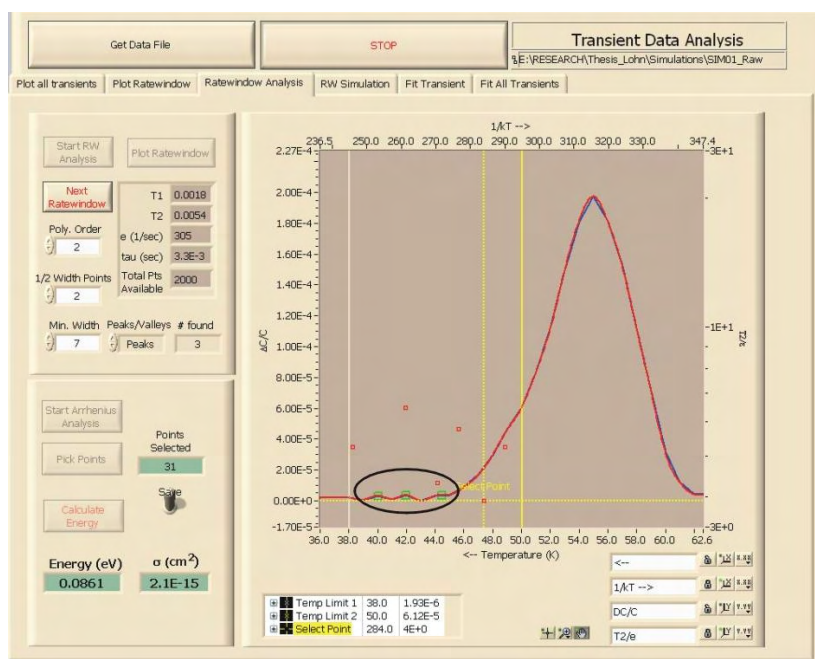 Get Data File
STOP
Transient Data Analysis
E:\RESEARCH\Thesis_Lohn\Simulations\SIM01_Raw
Plot all transients Plot Ratewindow Ratewindow Analysis RW Simulation Fit Transient Fit All Transients
Start RW Analysis
Plot Ratewindow
Next Ratewindow
T1 0.0018
T2 0.0054
Poly. Order
2
e (1/sec) 305
tau (sec) 3.3E-3
1/2 Width Points
2
Total Pts Available 2000
Min. Width
7
Peaks/Valleys
Peaks
# found
3
Start Arrhenius Analysis
Pick Points
Points Selected
31
Save
Calculate Energy
Energy (eV)
0.0861
σ (cm²)
2.1E-15
1/kT -->
236.5 250.0 260.0 270.0 280.0 290.0 300.0 310.0 320.0 330.0 347.4
2.27E-4
2.00E-4
1.80E-4
1.60E-4
1.40E-4
1.20E-4
1.00E-4
8.00E-5
6.00E-5
4.00E-5
2.00E-5
0.00E+0
-1.70E-5
ΔC/C
3E+1
1E+1
3E+0
T2/e
Select Point
36.0 38.0 40.0 42.0 44.0 46.0 48.0 50.0 52.0 54.0 56.0 58.0 60.0 62.6
<-- Temperature (K)
<--
1/kT -->
DC/C
T2/e
Temp Limit 1 38.0 1.93E-6
Temp Limit 2 50.0 6.12E-5
Select Point 284.0 4E+0